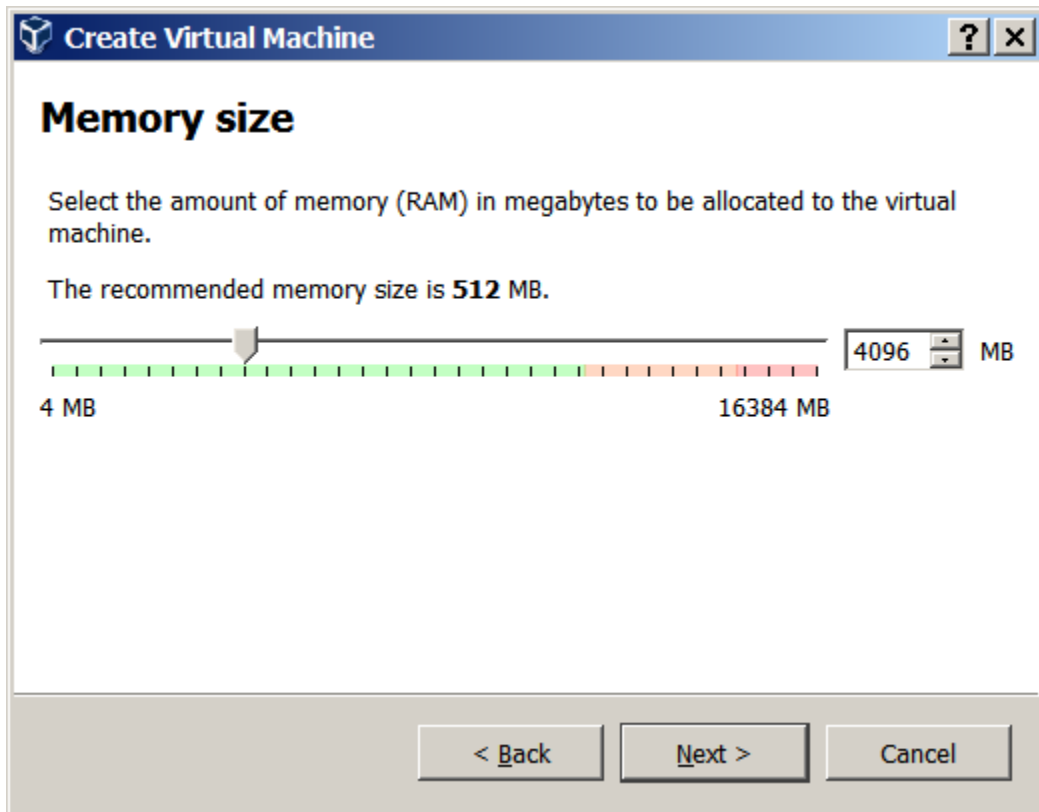 Create Virtual Machine
Memory size
Select the amount of memory (RAM) in megabytes to be allocated to the virtual
machine.
The recommended memory size is 512 MB.
4096 MB
4 MB 16384 MB
< Back Next > Cancel